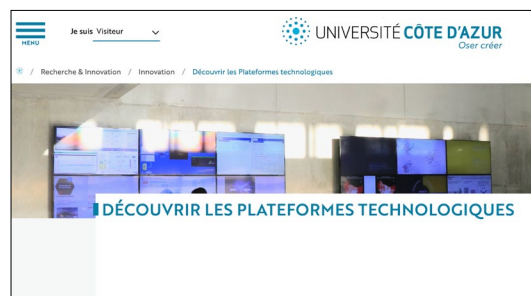 MENU
Je suis Visiteur
UNIVERSITÉ CÔTE D'AZUR
Oser créer
/ Recherche & Innovation / Innovation / Découvrir les Plateformes technologiques
DÉCOUVRIR LES PLATEFORMES TECHNOLOGIQUES